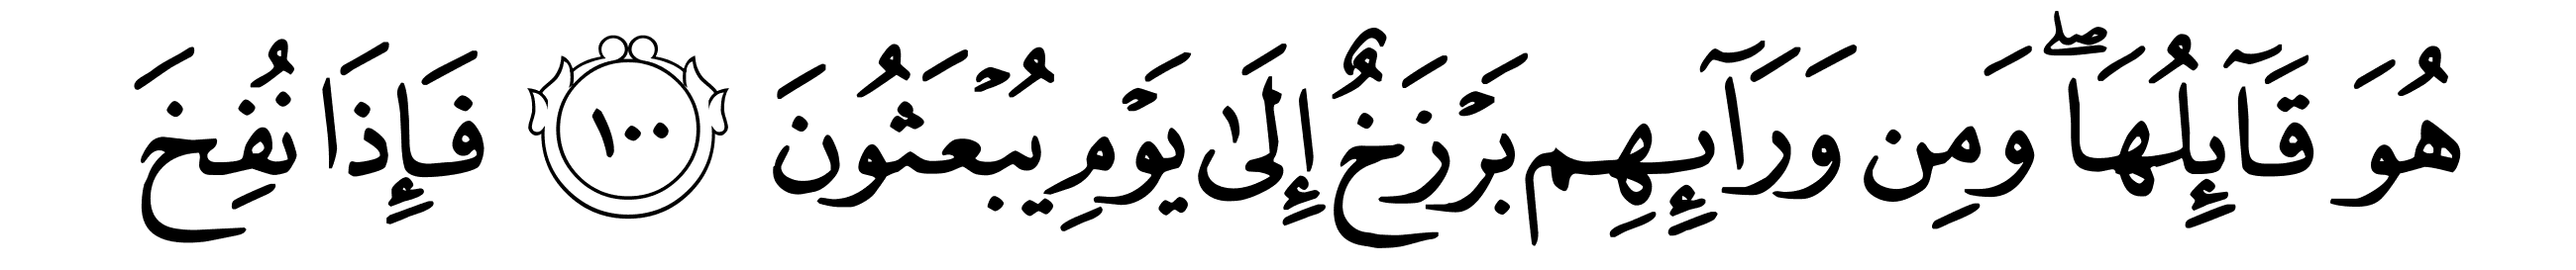 هُوَ قَآئِلُهَاۖ وَمِن وَرَآئِهِم بَرۡزَخٌ إِلَىٰ يَوۡمِ يُبۡعَثُونَ ١٠٠ فَإِذَا نُفِخَ